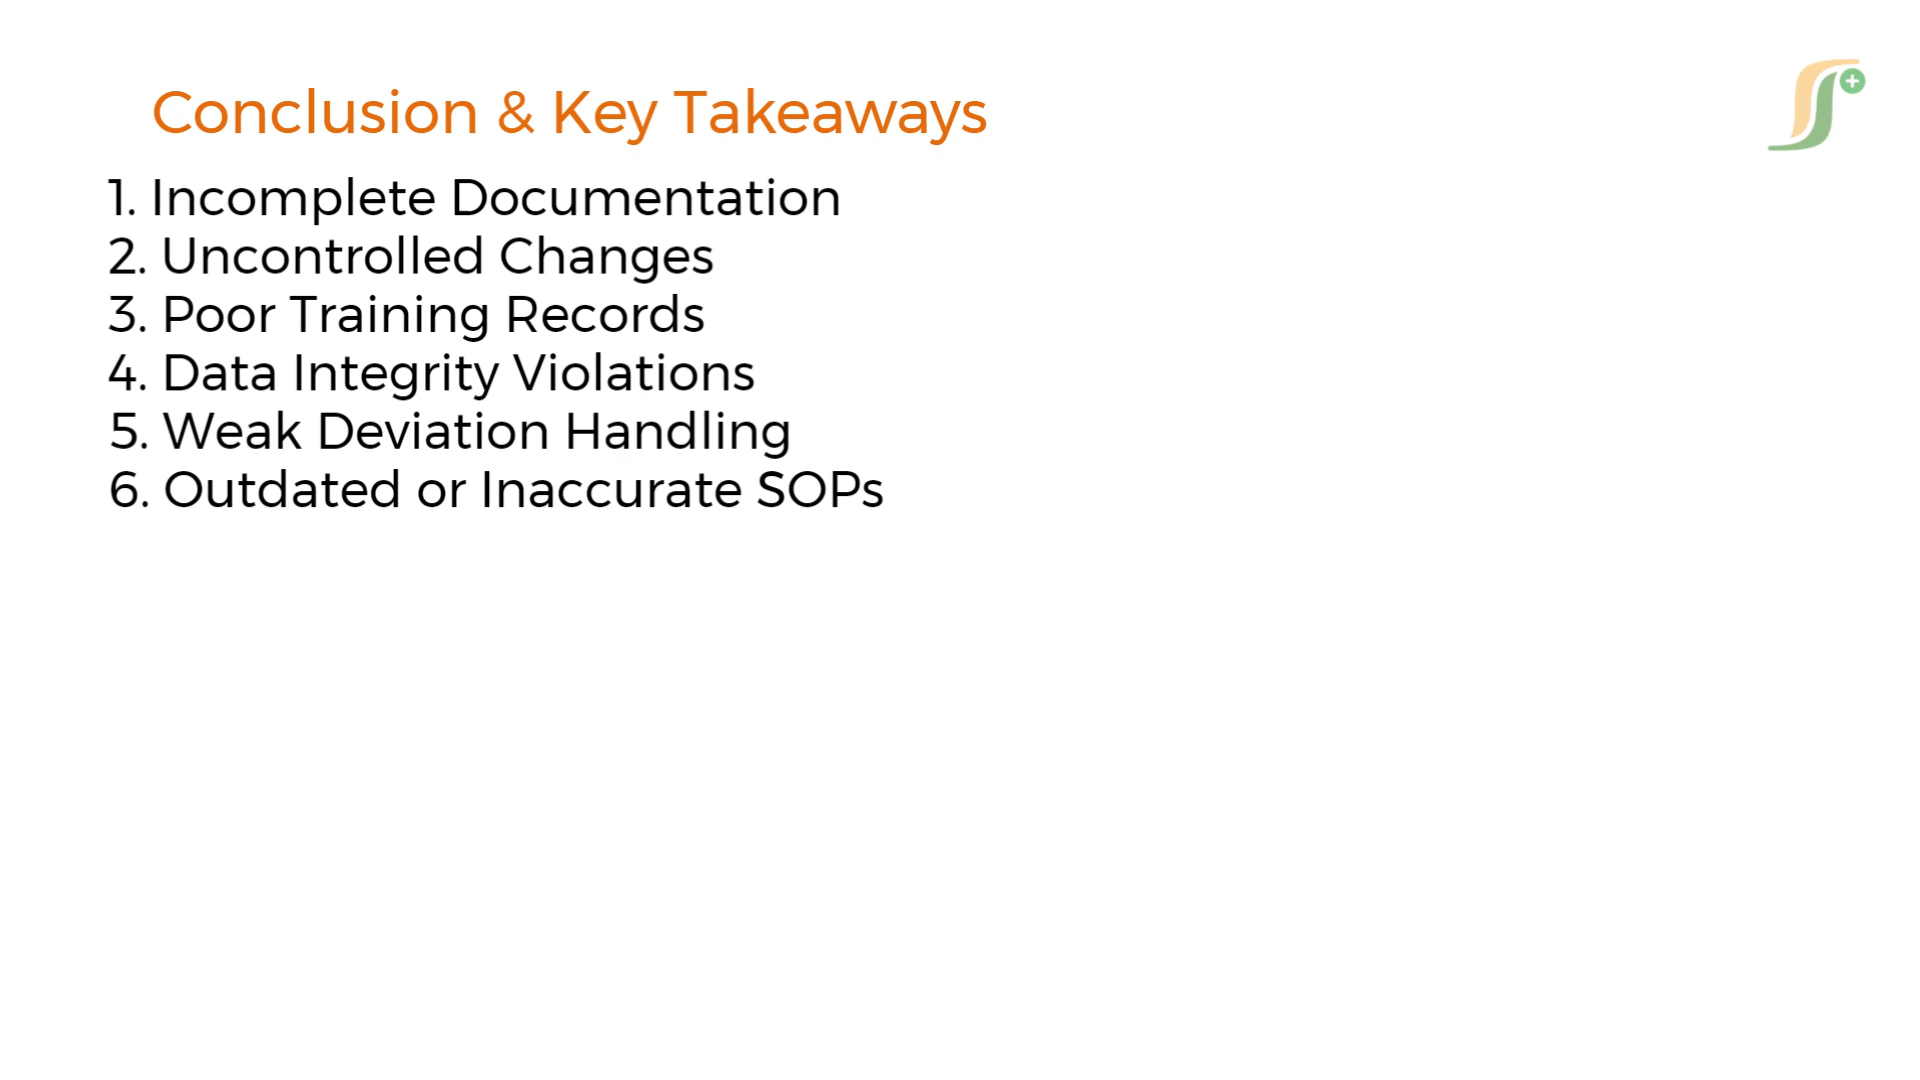 Conclusion & Key Takeaways
1. Incomplete Documentation
2. Uncontrolled Changes
3. Poor Training Records
4. Data Integrity Violations
5. Weak Deviation Handling
6. Outdated or Inaccurate SOPs